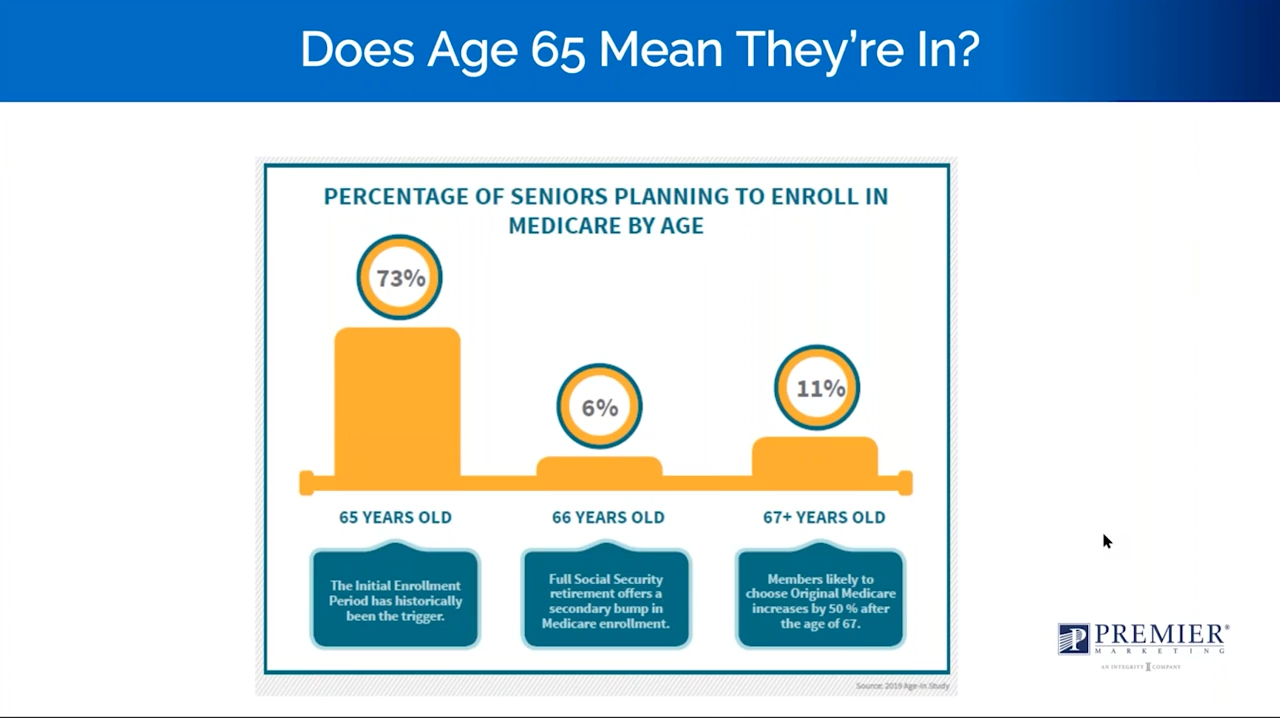 Does Age 65 Mean They're In?
PERCENTAGE OF SENIORS PLANNING TO ENROLL IN
MEDICARE BY AGE
73%
6%
11%
65 YEARS OLD
66 YEARS OLD
67+ YEARS OLD
The Initial Enrollment
Period has historically
been the trigger.
Full Social Security
retirement offers a
secondary bump in
Medicare enrollment.
Members likely to
choose Original Medicare
increases by 50 % after
the age of 67.
Source: 2019 Age-In Study
P PREMIER®
MARKETING
AN INTEGRITY COMPANY